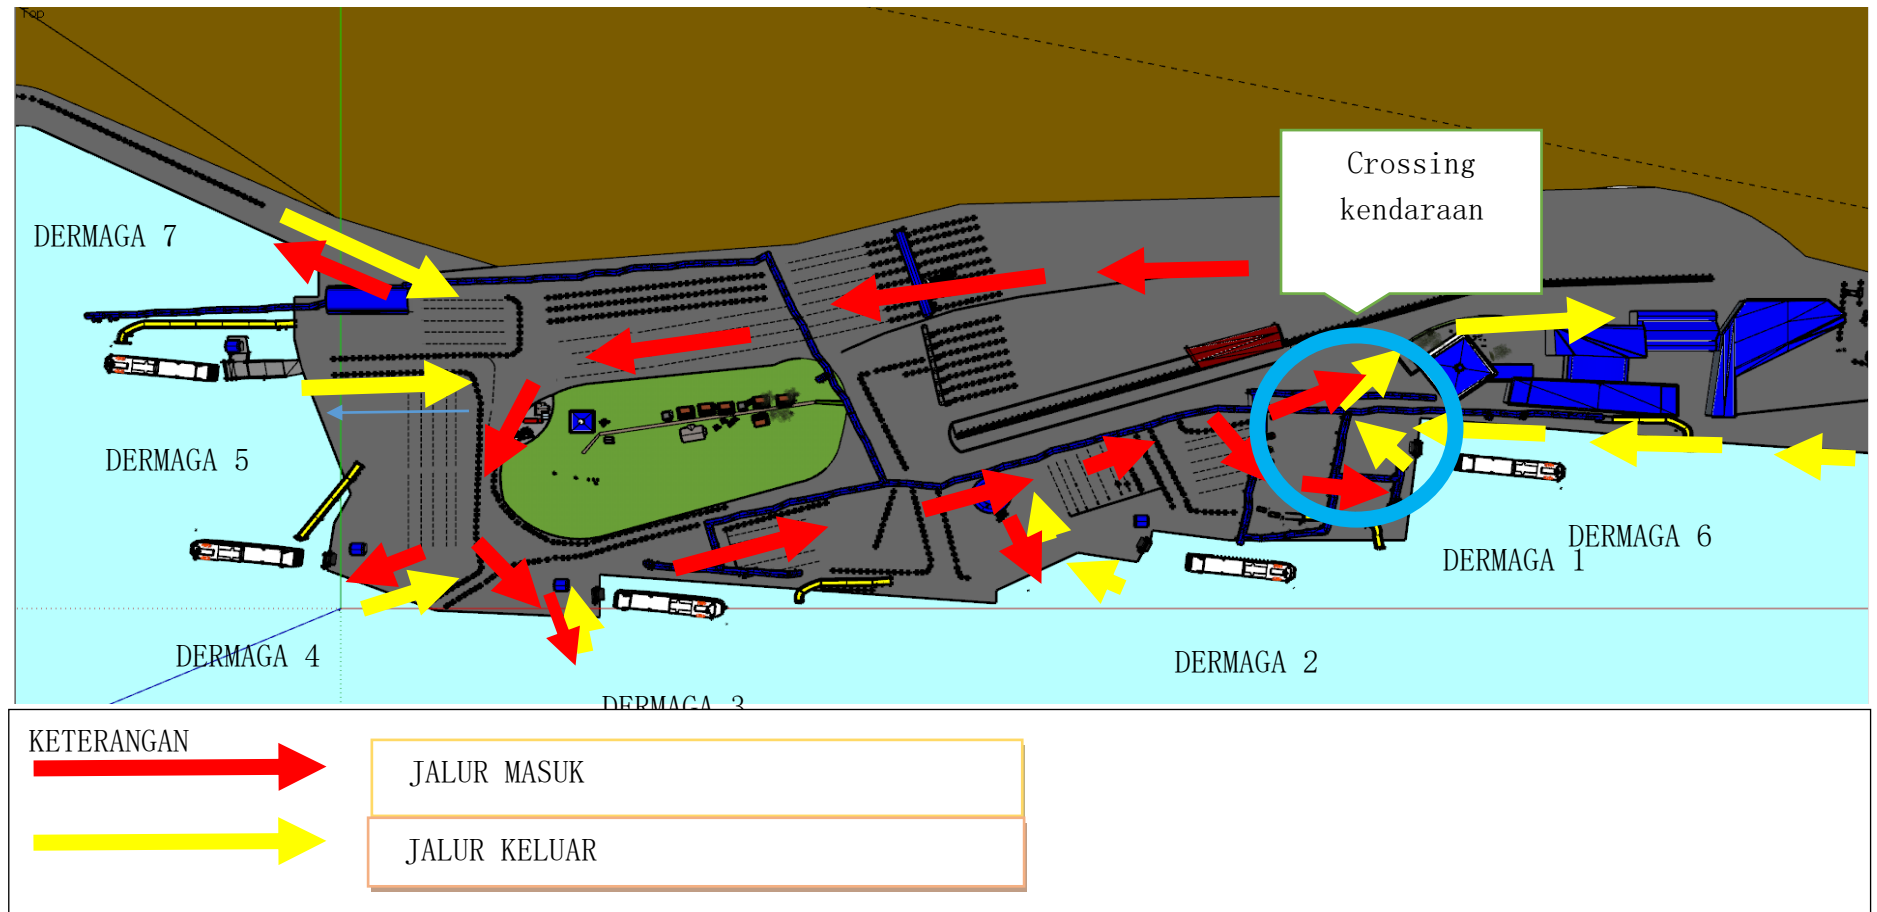 Top
Crossing
kendaraan
DERMAGA 7
DERMAGA 5
DERMAGA 6
DERMAGA 1
DERMAGA 4
DERMAGA 2
DERMAGA 3
KETERANGAN
JALUR MASUK
JALUR KELUAR